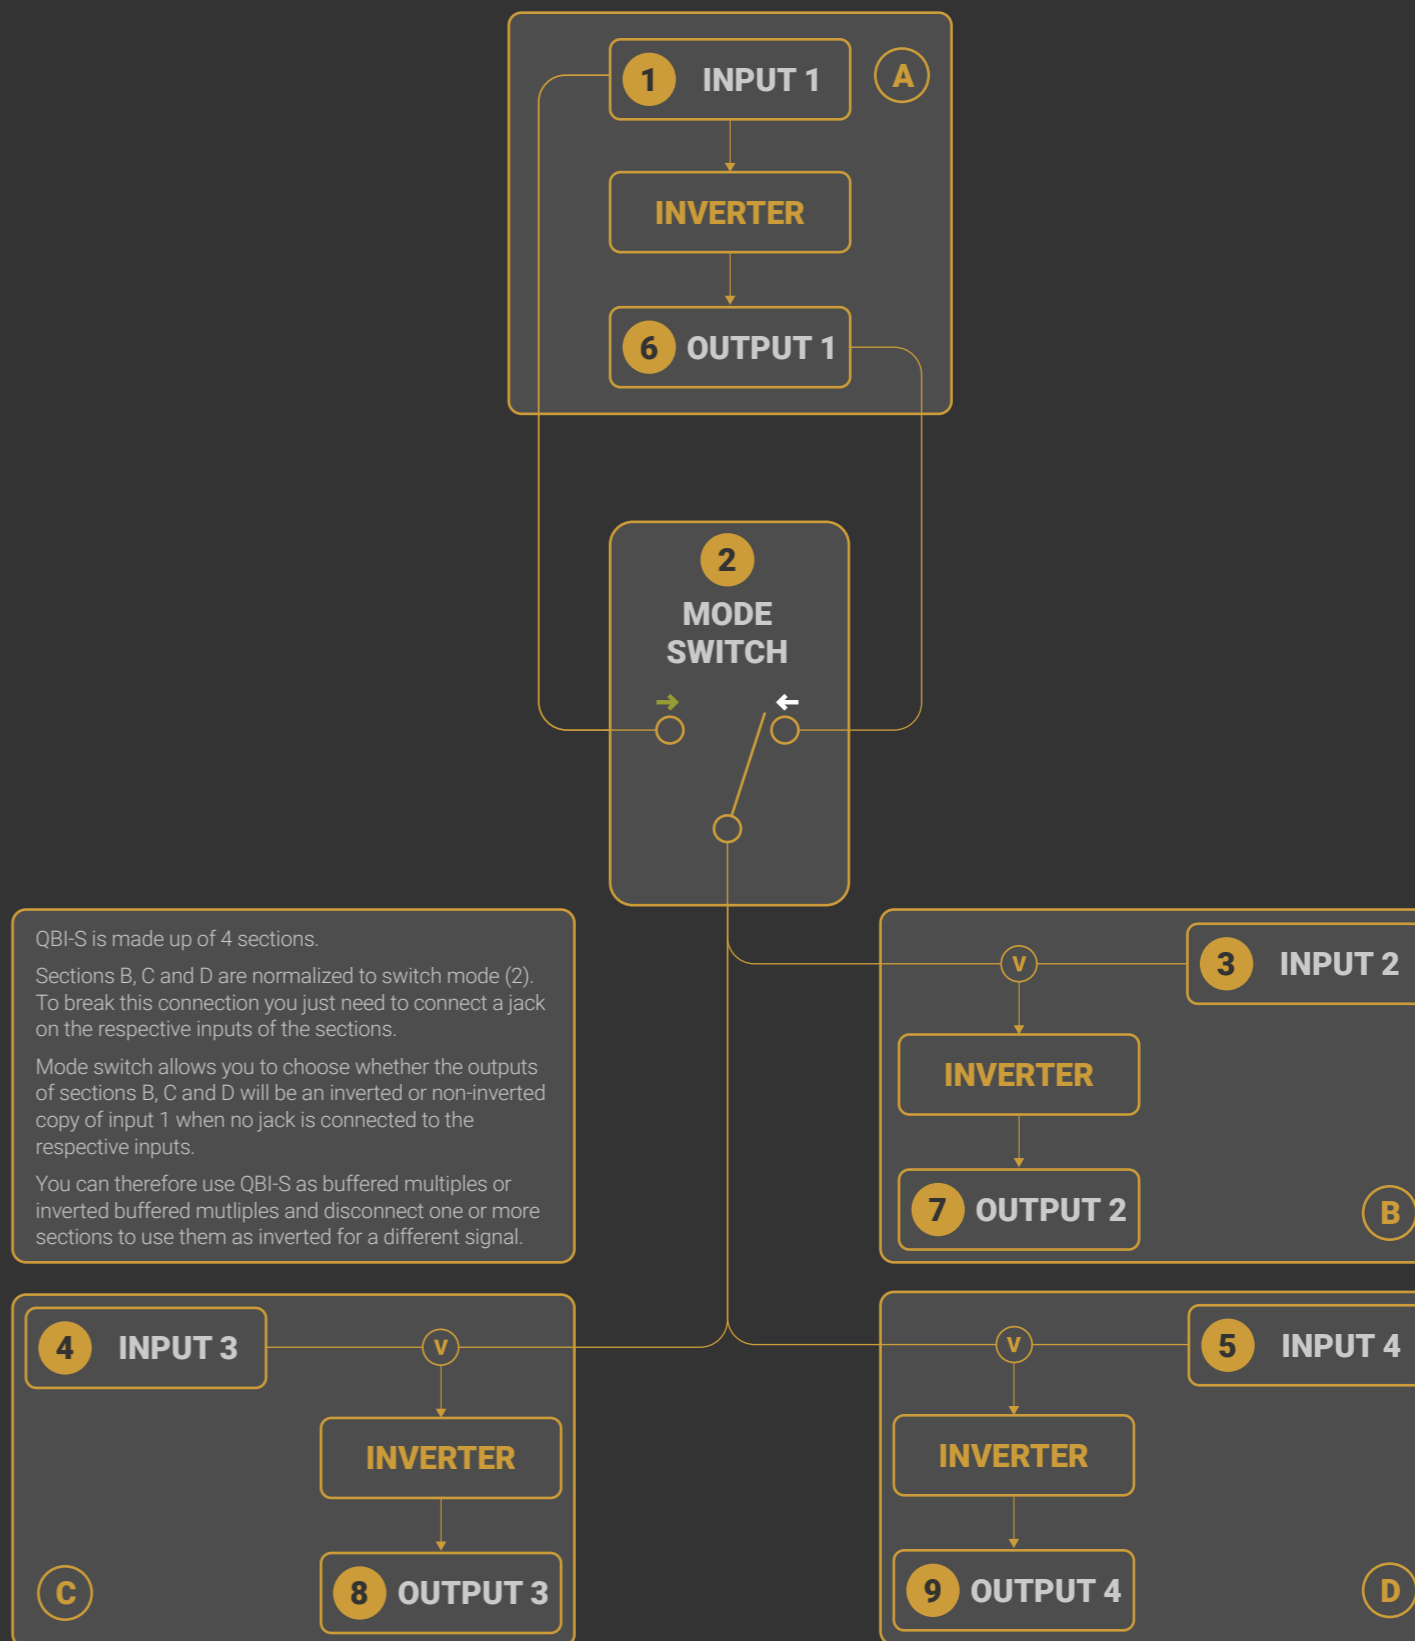 1 INPUT 1
A
INVERTER
6 OUTPUT 1
2
MODE
SWITCH
QBI-S is made up of 4 sections.
Sections B, C and D are normalized to switch mode (2).
To break this connection you just need to connect a jack
on the respective inputs of the sections.
Mode switch allows you to choose whether the outputs
of sections B, C and D will be an inverted or non-inverted
copy of input 1 when no jack is connected to the
respective inputs.
You can therefore use QBI-S as buffered multiples or
inverted buffered mutliples and disconnect one or more
sections to use them as inverted for a different signal.
V
3 INPUT 2
INVERTER
7 OUTPUT 2
B
4 INPUT 3
V
INVERTER
8 OUTPUT 3
C
V
5 INPUT 4
INVERTER
9 OUTPUT 4
D